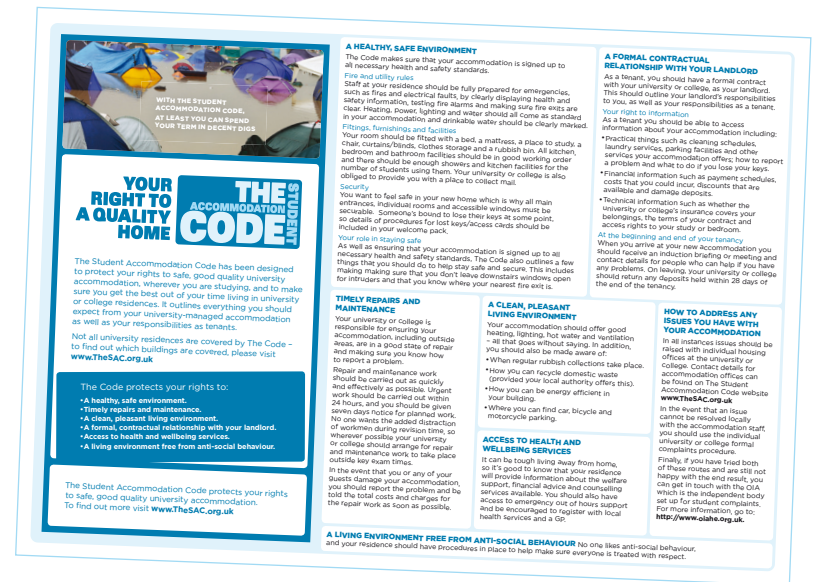 WITH THE STUDENT
ACCOMMODATION CODE,
AT LEAST YOU CAN SPEND
YOUR TERM IN DECENT DIGS
YOUR
RIGHT TO
A QUALITY
HOME
THE
ACCOMMODATION
CODE
STUDENT
The Student Accommodation Code has been designed
to protect your rights to safe, good quality university
accommodation, wherever you are studying, and to make
sure you get the best out of your time living in university
or college residences. It outlines everything you should
expect from your university-managed accommodation
as well as your responsibilities as tenants.
Not all university residences are covered by The Code –
to find out which buildings are covered, please visit
www.TheSAC.org.uk
The Code protects your rights to:
•A healthy, safe environment.
•Timely repairs and maintenance.
•A clean, pleasant living environment.
•A formal, contractual relationship with your landlord.
•Access to health and wellbeing services.
•A living environment free from anti-social behaviour.
The Student Accommodation Code protects your rights
to safe, good quality university accommodation.
To find out more visit www.TheSAC.org.uk
A HEALTHY, SAFE ENVIRONMENT
The Code makes sure that your accommodation is signed up to
all necessary health and safety standards.
Fire and utility rules
Staff at your residence should be fully prepared for emergencies,
such as fires and electrical faults, by clearly displaying health and
safety information, testing fire alarms and making sure fire exits are
clear. Heating, power, lighting and water should all come as standard
in your accommodation and drinkable water should be clearly marked.
Fittings, furnishings and facilities
Your room should be fitted with a bed, a mattress, a place to study, a
chair, curtains/blinds, clothes storage and a rubbish bin. All kitchen,
bedroom and bathroom facilities should be in good working order
and there should be enough showers and kitchen facilities for the
number of students using them. Your university or college is also
obliged to provide you with a place to collect mail.
Security
You want to feel safe in your new home which is why all main
entrances, individual rooms and accessible windows must be
securable. Someone's bound to lose their keys at some point,
so details of procedures for lost keys/access cards should be
included in your welcome pack.
Your role in staying safe
As well as ensuring that your accommodation is signed up to all
necessary health and safety standards, The Code also outlines a few
things that you should do to help stay safe and secure. This includes
making making sure that you don't leave downstairs windows open
for intruders and that you know where your nearest fire exit is.
A FORMAL CONTRACTUAL
RELATIONSHIP WITH YOUR LANDLORD
As a tenant, you should have a formal contract
with your university or college, as your landlord.
This should outline your landlord's responsibilities
to you, as well as your responsibilities as a tenant.
Your right to information
As a tenant you should be able to access
information about your accommodation including:
•Practical things such as cleaning schedules,
laundry services, parking facilities and other
services your accommodation offers; how to report
a problem and what to do if you lose your keys.
•Financial information such as payment schedules,
costs that you could incur, discounts that are
available and damage deposits.
•Technical information such as whether the
university or college's insurance covers your
belongings, the terms of your contract and
access rights to your study or bedroom.
At the beginning and end of your tenancy
When you arrive at your new accommodation you
should receive an induction briefing or meeting and
contact details for people who can help if you have
any problems. On leaving, your university or college
should return any deposits held within 28 days of
the end of the tenancy.
TIMELY REPAIRS AND
MAINTENANCE
Your university or college is
responsible for ensuring your
accommodation, including outside
areas, are in a good state of repair
and making sure you know how
to report a problem.
Repair and maintenance work
should be carried out as quickly
and effectively as possible. Urgent
work should be carried out within
24 hours, and you should be given
seven days notice for planned work.
No one wants the added distraction
of workmen during revision time, so
wherever possible your university
or college should arrange for repair
and maintenance work to take place
outside key exam times.
In the event that you or any of your
guests damage your accommodation,
you should report the problem and be
told the total costs and charges for
the repair work as soon as possible.
A CLEAN, PLEASANT
LIVING ENVIRONMENT
Your accommodation should offer good
heating, lighting, hot water and ventilation
– all that goes without saying. In addition,
you should also be made aware of:
•When regular rubbish collections take place.
•How you can recycle domestic waste
(provided your local authority offers this).
•How you can be energy efficient in
your building.
•Where you can find car, bicycle and
motorcycle parking.
ACCESS TO HEALTH AND
WELLBEING SERVICES
It can be tough living away from home,
so it's good to know that your residence
will provide information about the welfare
support, financial advice and counselling
services available. You should also have
access to emergency out of hours support
and be encouraged to register with local
health services and a GP.
HOW TO ADDRESS ANY
ISSUES YOU HAVE WITH
YOUR ACCOMMODATION
In all instances issues should be
raised with individual housing
offices at the university or
college. Contact details for
accommodation offices can
be found on The Student
Accommodation Code website
www.TheSAC.org.uk
In the event that an issue
cannot be resolved locally
with the accommodation staff,
you should use the individual
university or college formal
complaints procedure.
Finally, if you have tried both
of these routes and are still not
happy with the end result, you
can get in touch with the OIA
which is the independent body
set up for student complaints.
For more information, go to:
http://www.oiahe.org.uk.
A LIVING ENVIRONMENT FREE FROM ANTI-SOCIAL BEHAVIOUR No one likes anti-social behaviour,
and your residence should have procedures in place to help make sure everyone is treated with respect.